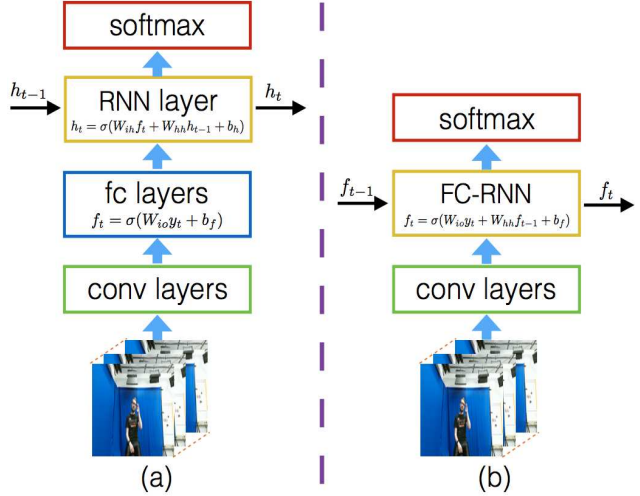 softmax
h_{t-1}
h_t
RNN layer
h_t = σ(W_{ih}f_t + W_{hh}h_{t-1} + b_h)
fc layers
f_t = σ(W_{io}y_t + b_f)
conv layers
(a)
softmax
f_{t-1}
f_t
FC-RNN
f_t = σ(W_{io}y_t + W_{hh}f_{t-1} + b_f)
conv layers
(b)